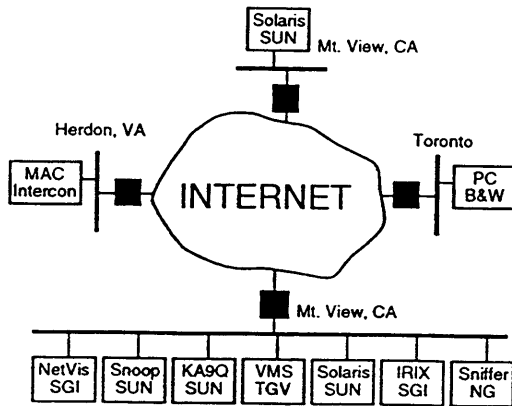 Solaris
SUN
Mt. View, CA
Herdon, VA
Toronto
MAC
Intercon
INTERNET
PC
B&W
Mt. View, CA
NetVis
SGI
Snoop
SUN
KA9Q
SUN
VMS
TGV
Solaris
SUN
IRIX
SGI
Sniffer
NG